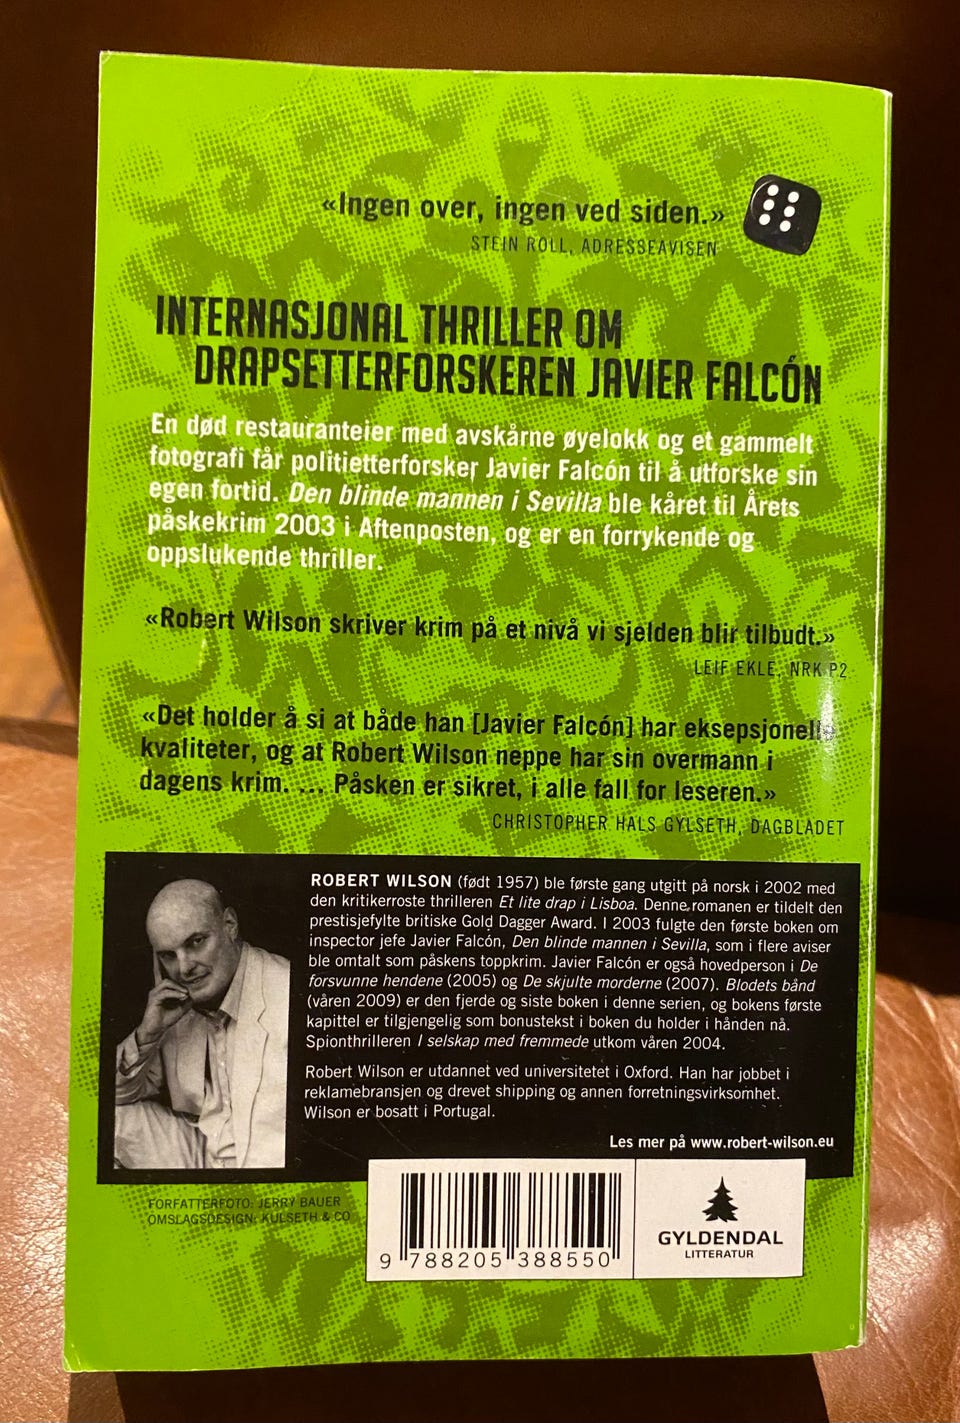 «Ingen over, ingen ved siden.»
STEIN ROLL, ADRESSEAVISEN
INTERNASJONAL THRILLER OM
DRAPSETTERFORSKEREN JAVIER FALCÓN
En død restauranteier med avskårne øyelokk og et gammelt
fotografi får politietterforsker Javier Falcón til å utforske sin
egen fortid. Den blinde mannen i Sevilla ble kåret til Årets
påskekrim 2003 i Aftenposten, og er en forrykende og
oppslukende thriller.
«Robert Wilson skriver krim på et nivå vi sjelden blir tilbudt.»
LEIF EKLE, NRK P2
«Det holder å si at både han [Javier Falcón] har eksepsjonelle
kvaliteter, og at Robert Wilson neppe har sin overmann i
dagens krim. ... Påsken er sikret, i alle fall for leseren.»
CHRISTOPHER HALS GYLSETH, DAGBLADET
ROBERT WILSON (født 1957) ble første gang utgitt på norsk i 2002 med
den kritikerroste thrilleren Et lite drap i Lisboa. Denne romanen er tildelt den
prestisjefylte britiske Gold Dagger Award. I 2003 fulgte den første boken om
inspector jefe Javier Falcón, Den blinde mannen i Sevilla, som i flere aviser
ble omtalt som påskens toppkrim. Javier Falcón er også hovedperson i De
forsvunne hendene (2005) og De skjulte morderne (2007). Blodets bånd
(våren 2009) er den fjerde og siste boken i denne serien, og bokens første
kapittel er tilgjengelig som bonustekst i boken du holder i hånden nå.
Spionthrilleren I selskap med fremmede utkom våren 2004.
Robert Wilson er utdannet ved universitetet i Oxford. Han har jobbet i
reklamebransjen og drevet shipping og annen forretningsvirksomhet.
Wilson er bosatt i Portugal.
Les mer på www.robert-wilson.eu
FORFATTERFOTO: JERRY BAUER
OMSLAGSDESIGN: KULSETH & CO
9 788205 388550
GYLDENDAL
LITTERATUR